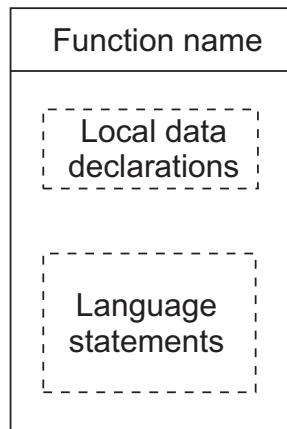 Function name
Local data
declarations
Language
statements